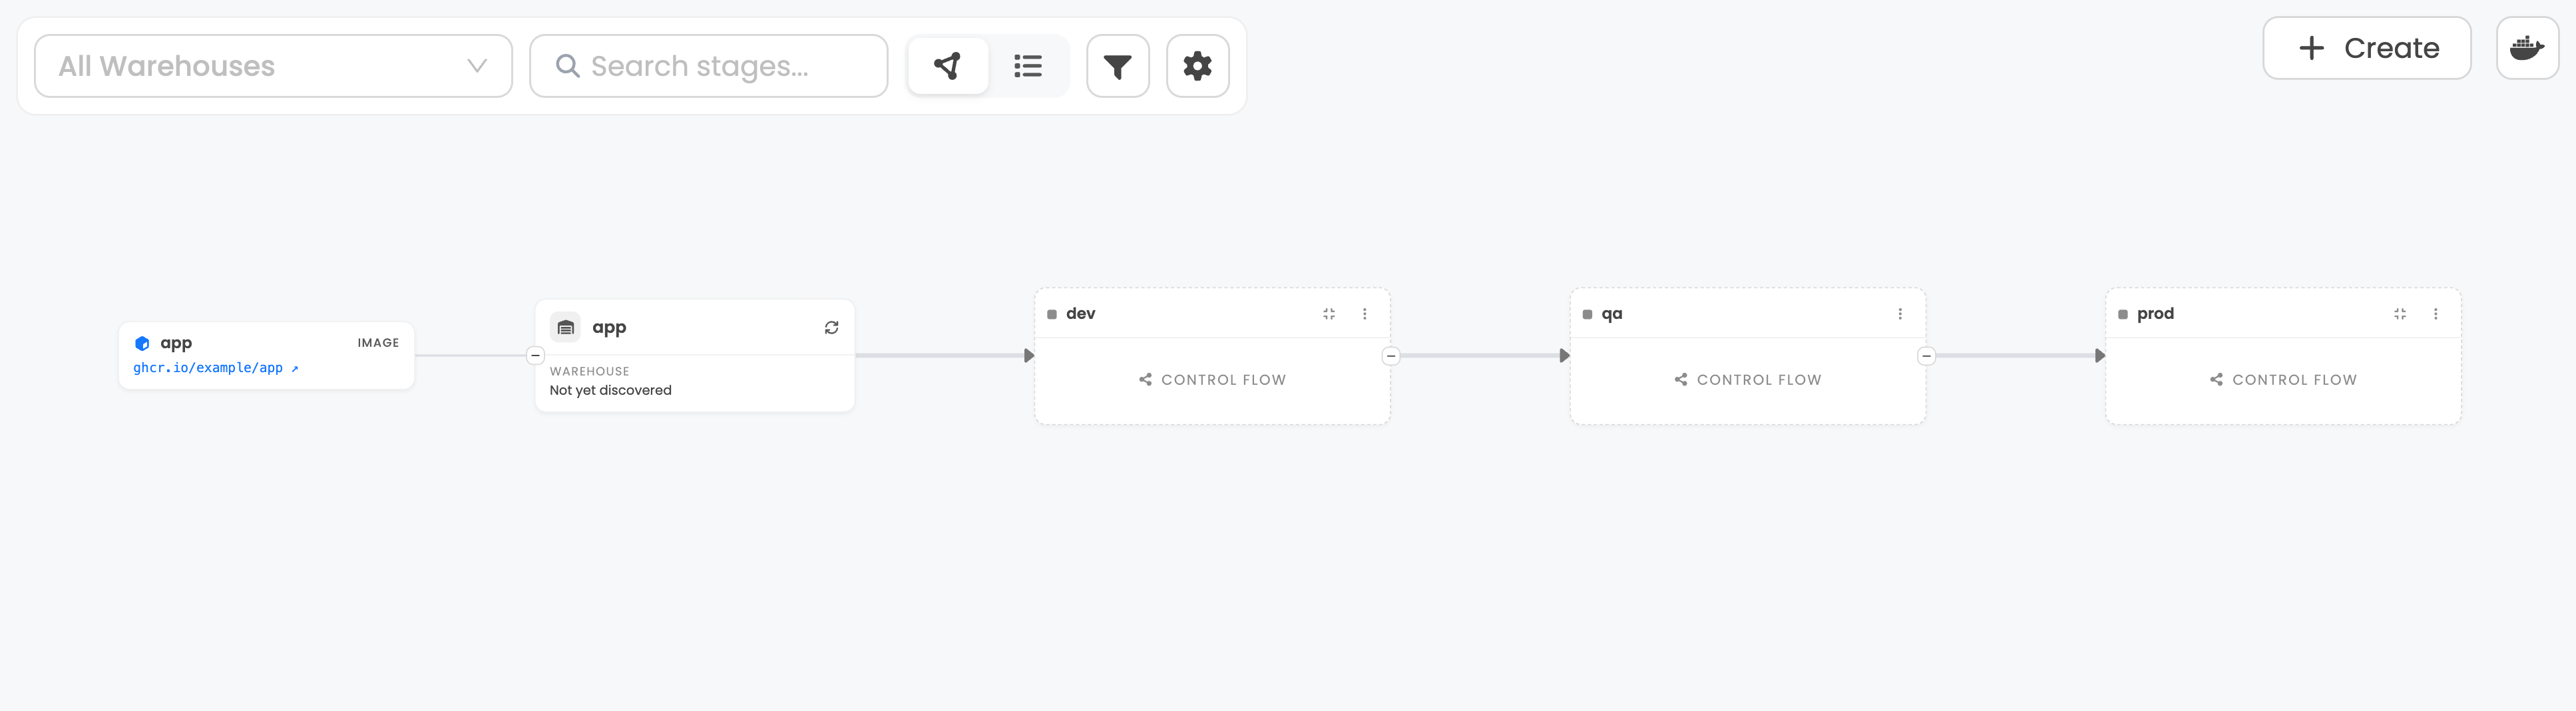 All Warehouses
Search stages...
Create
app IMAGE
ghcr.io/example/app ↗
app
WAREHOUSE
Not yet discovered
dev
CONTROL FLOW
qa
CONTROL FLOW
prod
CONTROL FLOW